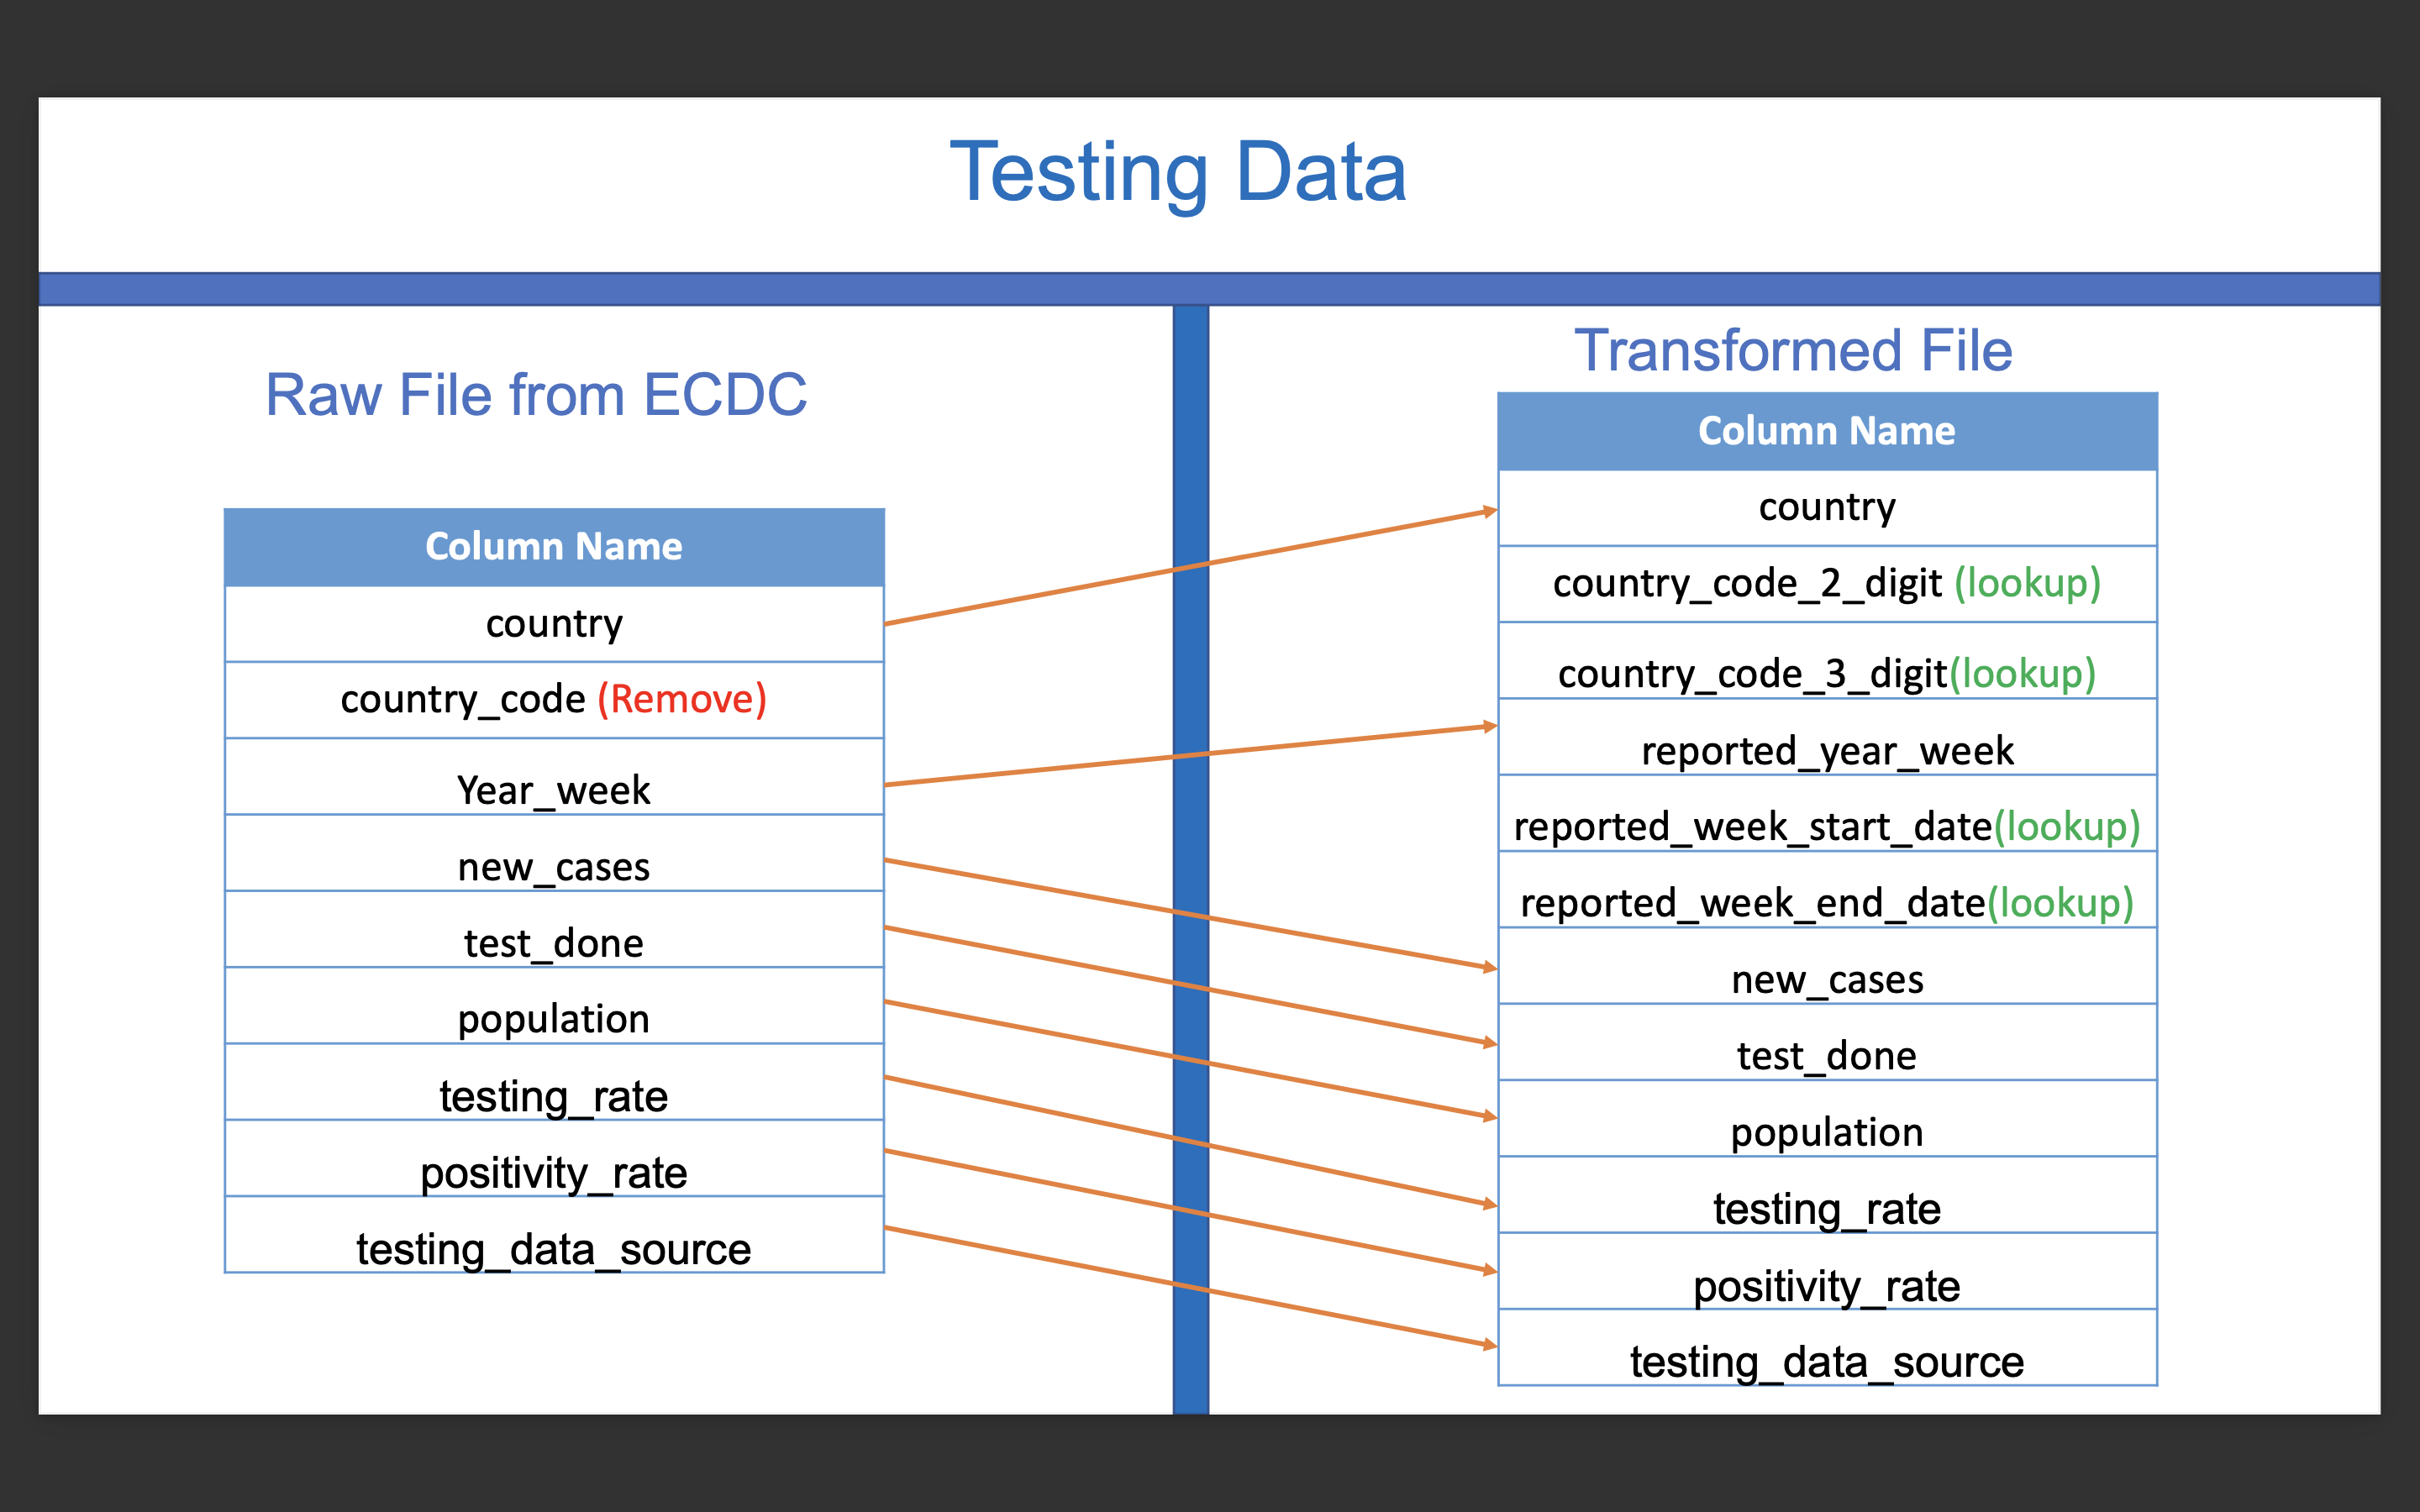 Testing Data
Raw File from ECDC
Column Name
country
country_code (Remove)
Year_week
new_cases
test_done
population
testing_rate
positivity_rate
testing_data_source
Transformed File
Column Name
country
country_code_2_digit (lookup)
country_code_3_digit(lookup)
reported_year_week
reported_week_start_date(lookup)
reported_week_end_date(lookup)
new_cases
test_done
population
testing_rate
positivity_rate
testing_data_source